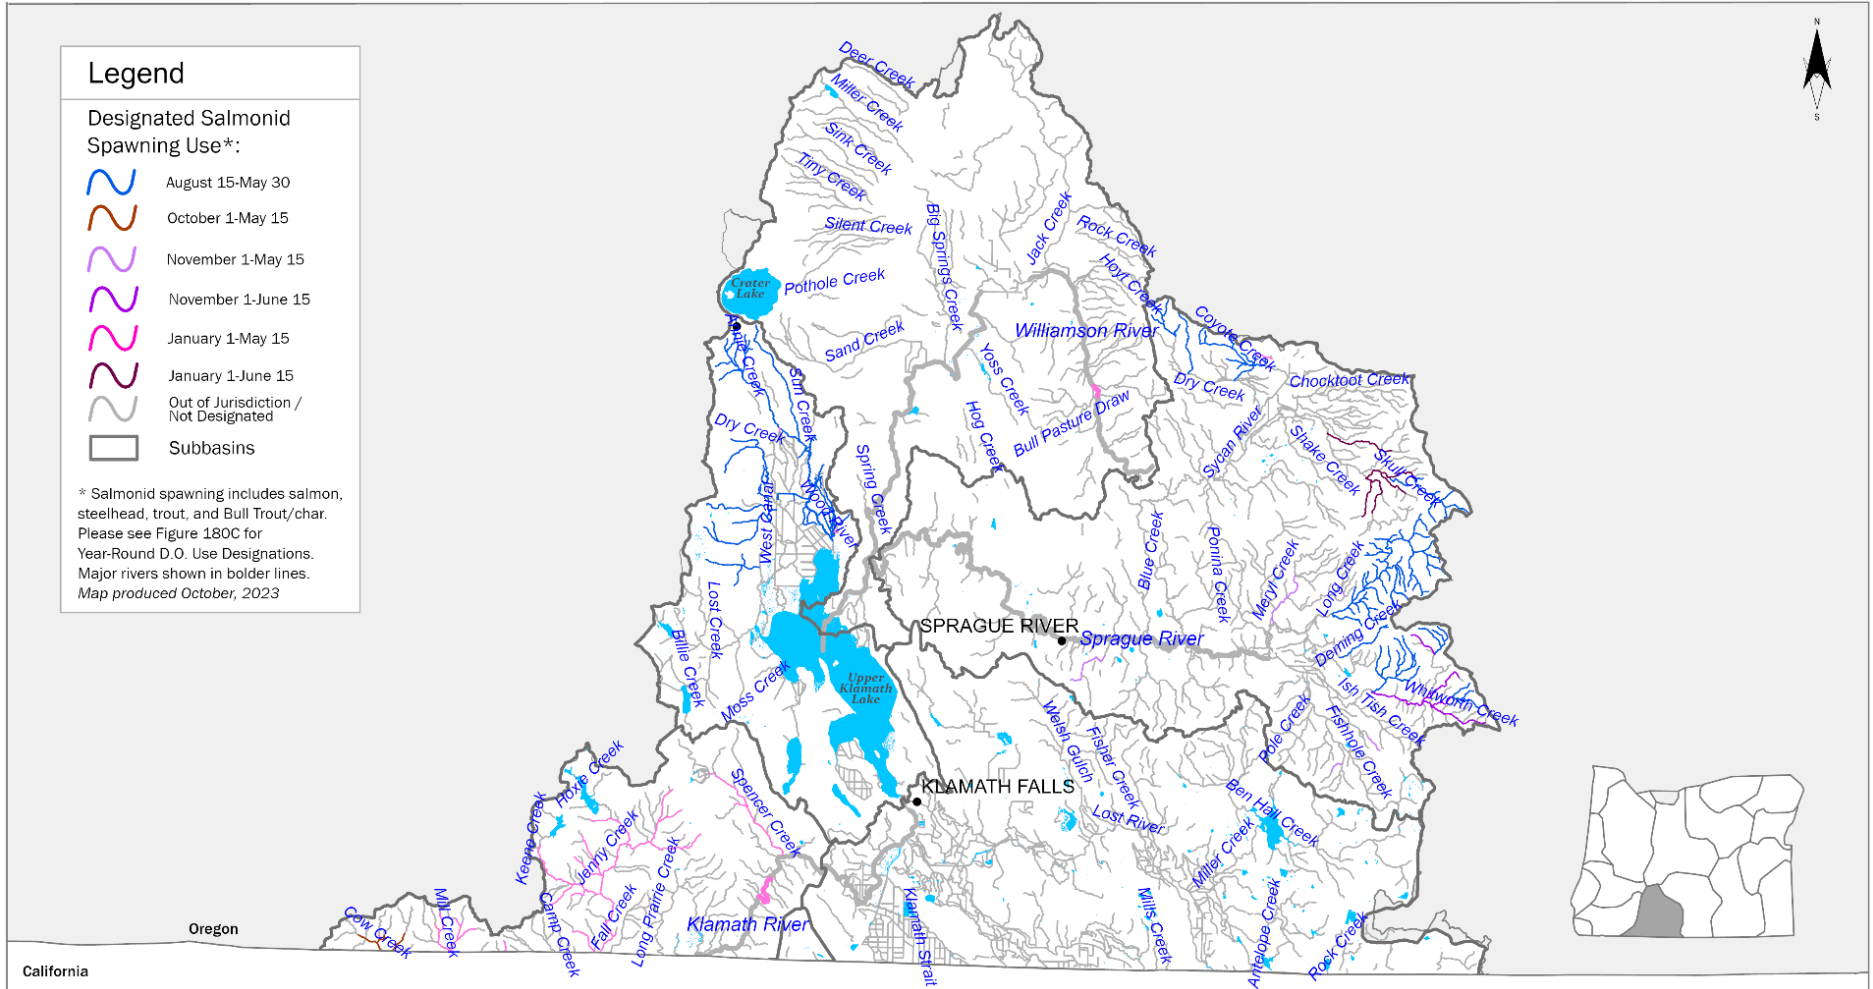 Legend
Designated Salmonid
Spawning Use*:
August 15-May 30
October 1-May 15
November 1-May 15
November 1-June 15
January 1-May 15
January 1-June 15
Out of Jurisdiction /
Not Designated
Subbasins
* Salmonid spawning includes salmon,
steelhead, trout, and Bull Trout/char.
Please see Figure 180C for
Year-Round D.O. Use Designations.
Major rivers shown in bolder lines.
Map produced October, 2023
N
S
Deer Creek
Miller Creek
Sink Creek
Tiny Creek
Silent Creek
Big Springs Creek
Jack Creek
Rock Creek
Hoyt Creek
Crater
Lake
Pothole Creek
Sand Creek
Williamson River
Coyote Creek
Annie Creek
Sun Creek
Yoss Creek
Dry Creek
Chocktoot Creek
Hog Creek
Bull Pasture Draw
Sycan River
Dry Creek
Shake Creek
Skull Creek
Spring Creek
West Canal
Wood River
Blue Creek
Ponina Creek
Meryl Creek
Long Creek
Lost Creek
Billie Creek
SPRAGUE RIVER
Sprague River
Deming Creek
Moss Creek
Upper
Klamath
Lake
Ish Tish Creek
Whitworth Creek
Welsh Gulch
Fisher Creek
Pole Creek
Fishhole Creek
Hoxie Creek
Spencer Creek
KLAMATH FALLS
Ben Hall Creek
Lost River
Keene Creek
Jenny Creek
Long Prairie Creek
Miller Creek
Cow Creek
Mill Creek
Camp Creek
Fall Creek
Klamath River
Klamath Strait
Mills Creek
Antelope Creek
Rock Creek
Oregon
California